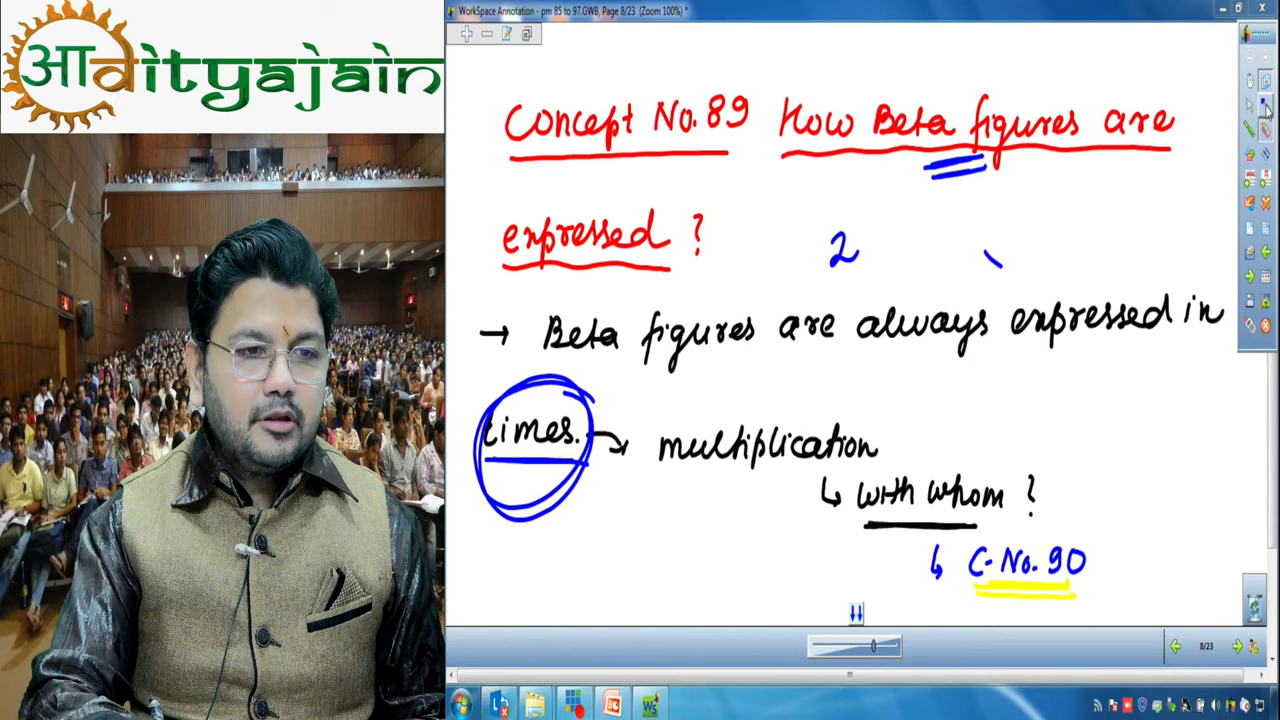 आdityajain
WorkSpace Annotation - pm 85 to 97.GWB, Page 8/23 (Zoom 100%) *
Concept No.89 How Beta figures are
expressed ?
2
→ Beta figures are always expressed in
times. → multiplication
↳ with whom ?
↳ C-No.90
8/23